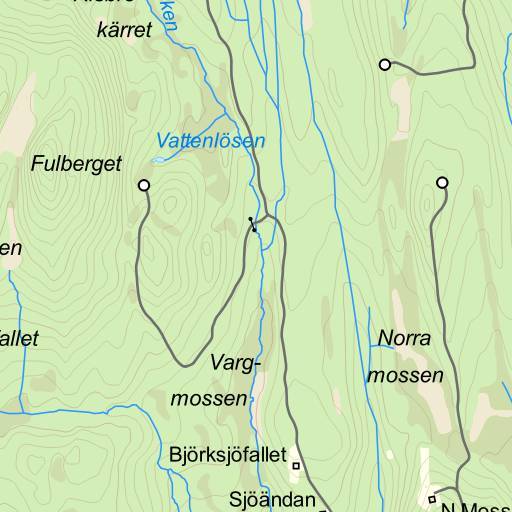 kärret
Vattenlösen
Fulberget
Norra
mossen
Varg-
mossen
Björksjöfallet
Sjöändan